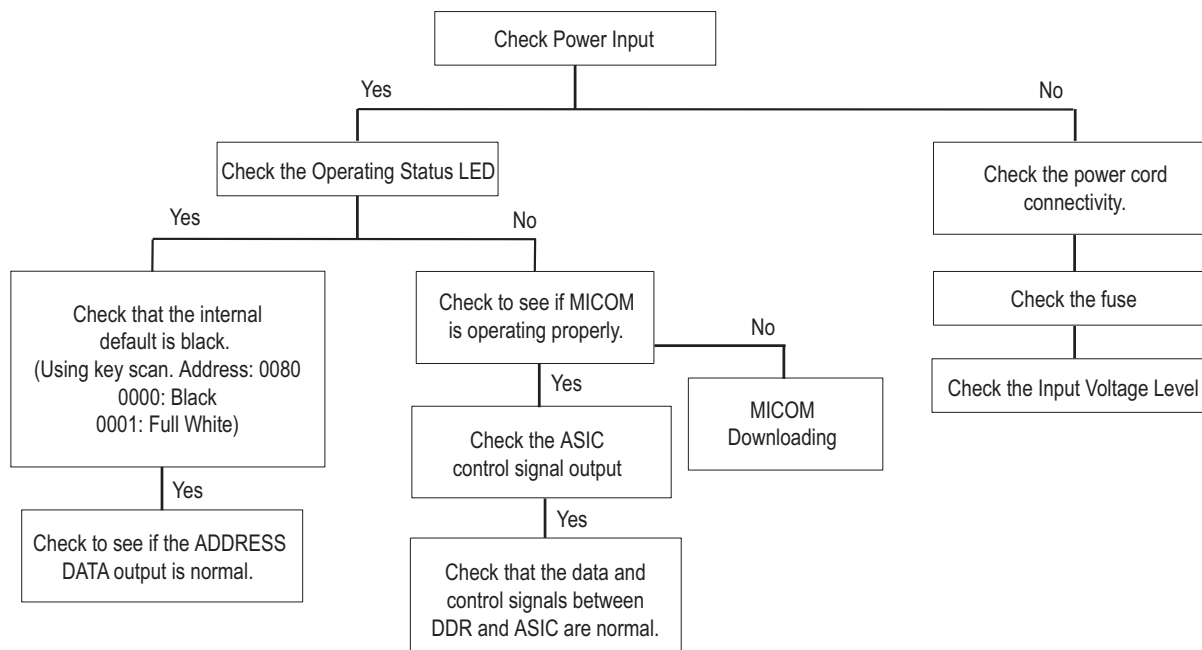 Check Power Input
Yes
No
Check the Operating Status LED
Check the power cord
connectivity.
Yes
No
Check that the internal
default is black.
(Using key scan. Address: 0080
0000: Black
0001: Full White)
Check to see if MICOM
is operating properly.
No
Check the fuse
Yes
MICOM
Downloading
Check the Input Voltage Level
Check the ASIC
control signal output
Yes
Yes
Check to see if the ADDRESS
DATA output is normal.
Check that the data and
control signals between
DDR and ASIC are normal.